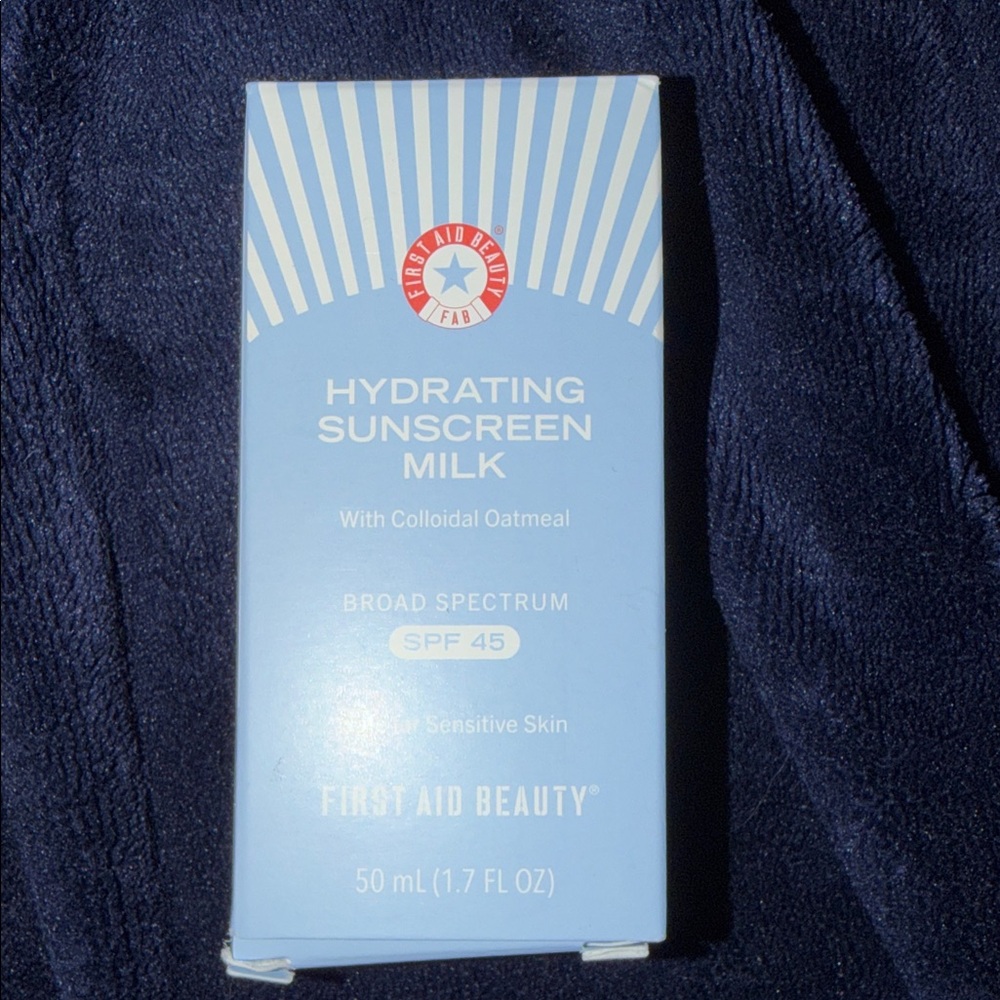 FIRST AID BEAUTY®
FAB
HYDRATING
SUNSCREEN
MILK
With Colloidal Oatmeal
BROAD SPECTRUM
SPF 45
for Sensitive Skin
FIRST AID BEAUTY®
50 mL (1.7 FL OZ)